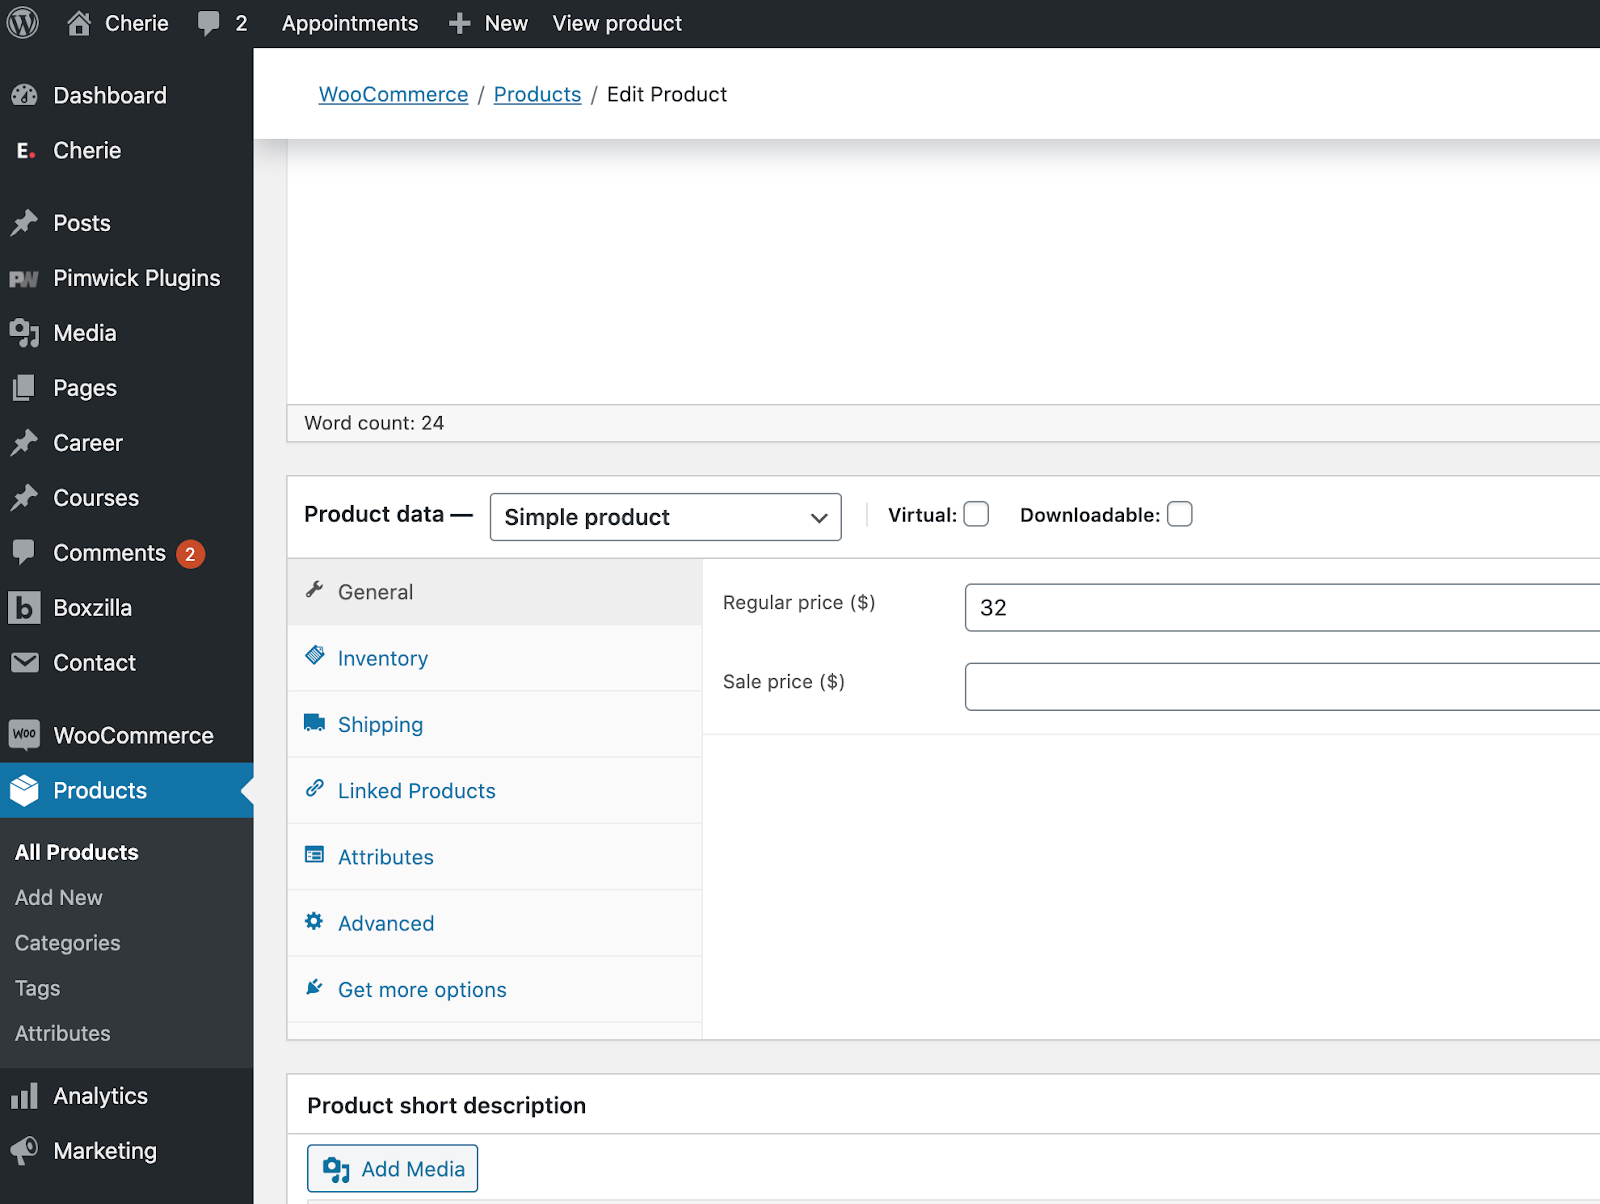 Cherie 2 Appointments New View product
WooCommerce / Products / Edit Product
Dashboard
E. Cherie
Posts
PW Pimwick Plugins
Media
Pages
Career
Courses
Comments 2
b Boxzilla
Contact
Woo WooCommerce
Products
All Products
Add New
Categories
Tags
Attributes
Analytics
Marketing
Word count: 24
Product data — Simple product Virtual: Downloadable:
General
Inventory
Shipping
Linked Products
Attributes
Advanced
Get more options
Regular price ($) 32
Sale price ($)
Product short description
Add Media